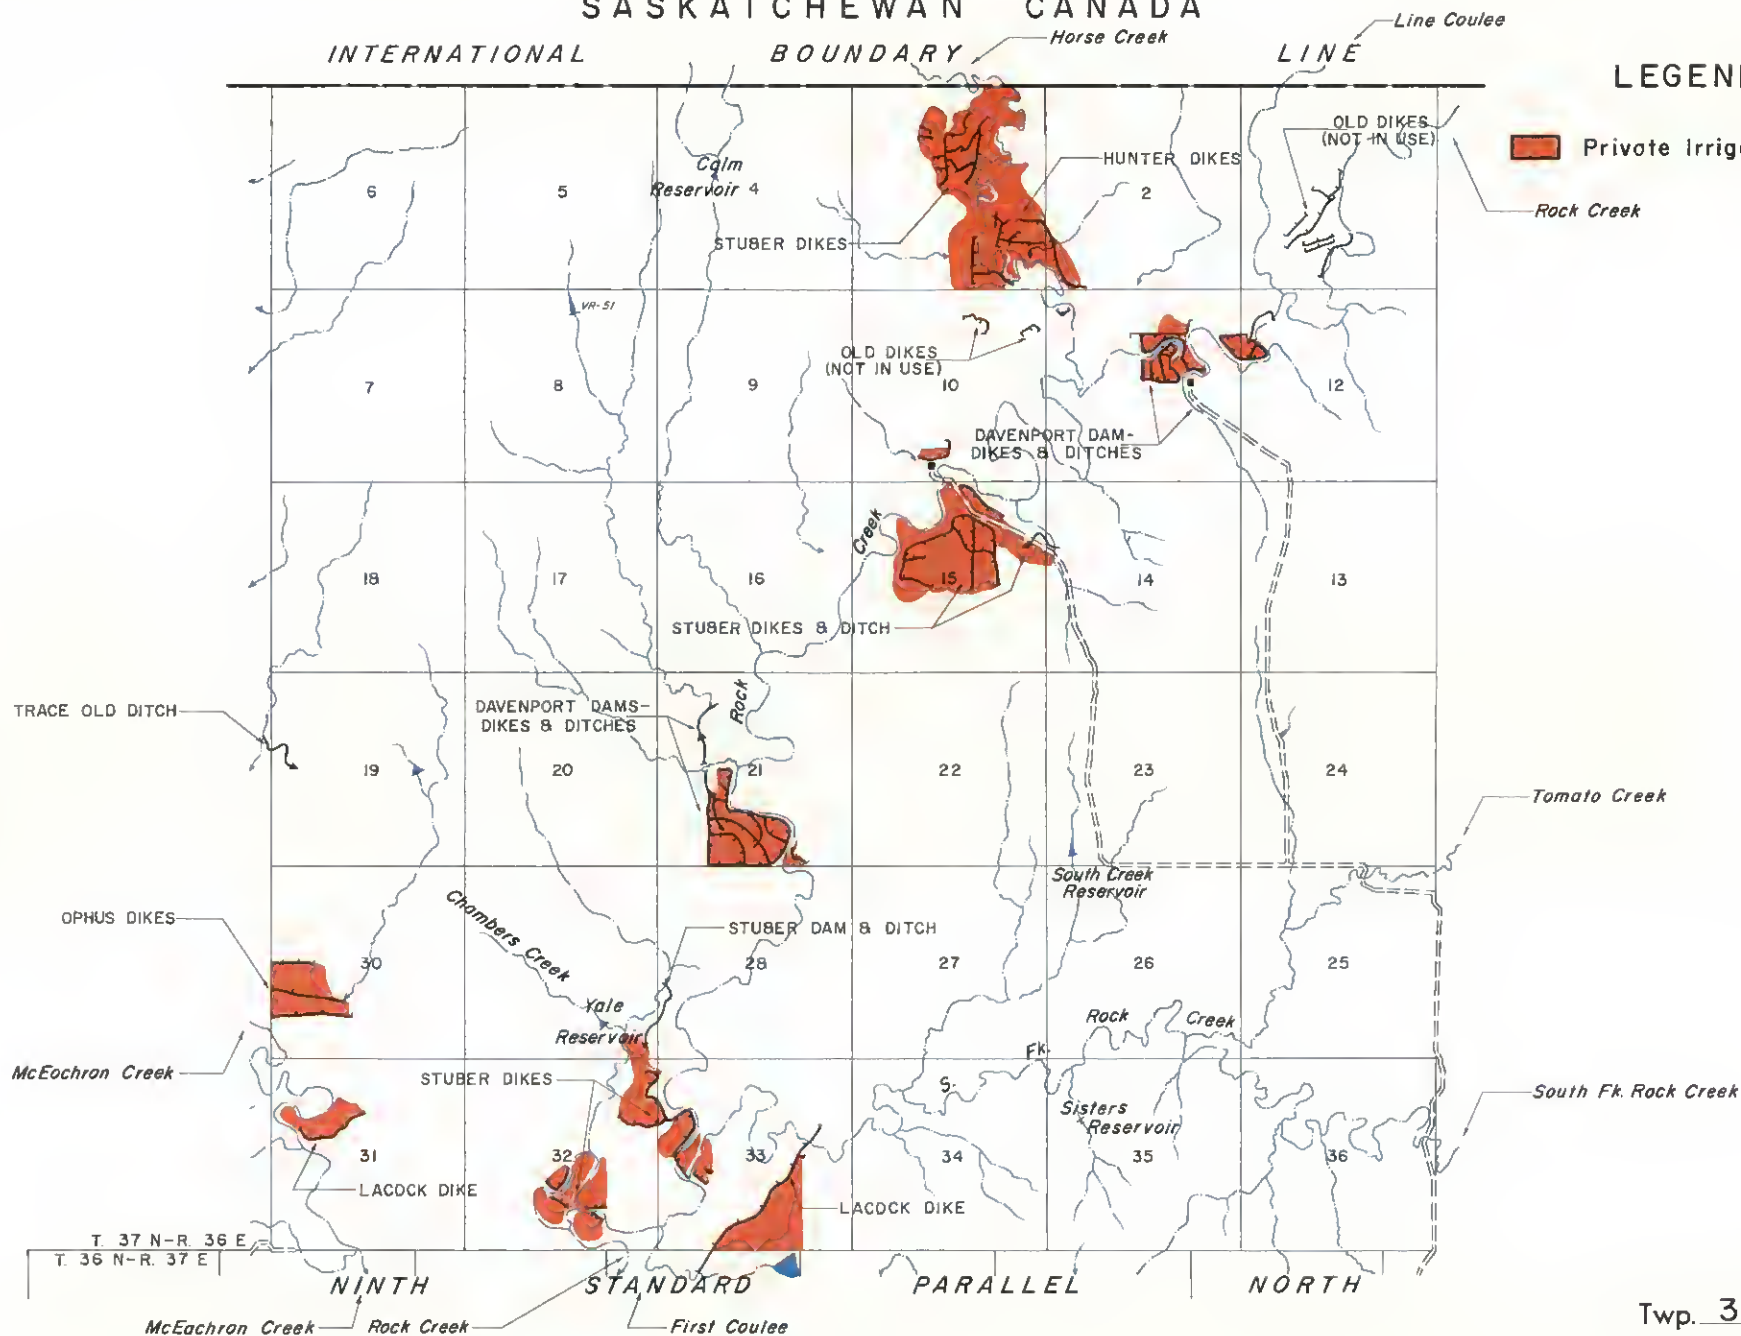 SASKATCHEWAN CANADA
Line Coulee
Horse Creek
INTERNATIONAL BOUNDARY LINE
LEGEN
OLD DIKES
(NOT IN USE)
Private Irrig
HUNTER DIKES
Calm
Reservoir
6 5 4 2
Rock Creek
STUBER DIKES
VR-51
OLD DIKES
(NOT IN USE)
7 8 9 10 12
DAVENPORT DAM-
DIKES & DITCHES
Creek
18 17 16 15 14 13
STUBER DIKES & DITCH
Rock
TRACE OLD DITCH
DAVENPORT DAMS-
DIKES & DITCHES
19 20 21 22 23 24
Tomato Creek
South Creek
Reservoir
OPHUS DIKES
Chambers Creek
STUBER DAM & DITCH
30 28 27 26 25
Yale
Reservoir
Rock Creek
Fk.
McEochron Creek
STUBER DIKES
S.
South Fk. Rock Creek
Sisters
Reservoir
31 32 33 34 35 36
LACOCK DIKE
LACOCK DIKE
T. 37 N-R. 36 E
T. 36 N-R. 37 E
NINTH STANDARD PARALLEL NORTH
Twp. 3
McEachron Creek
Rock Creek
First Coulee